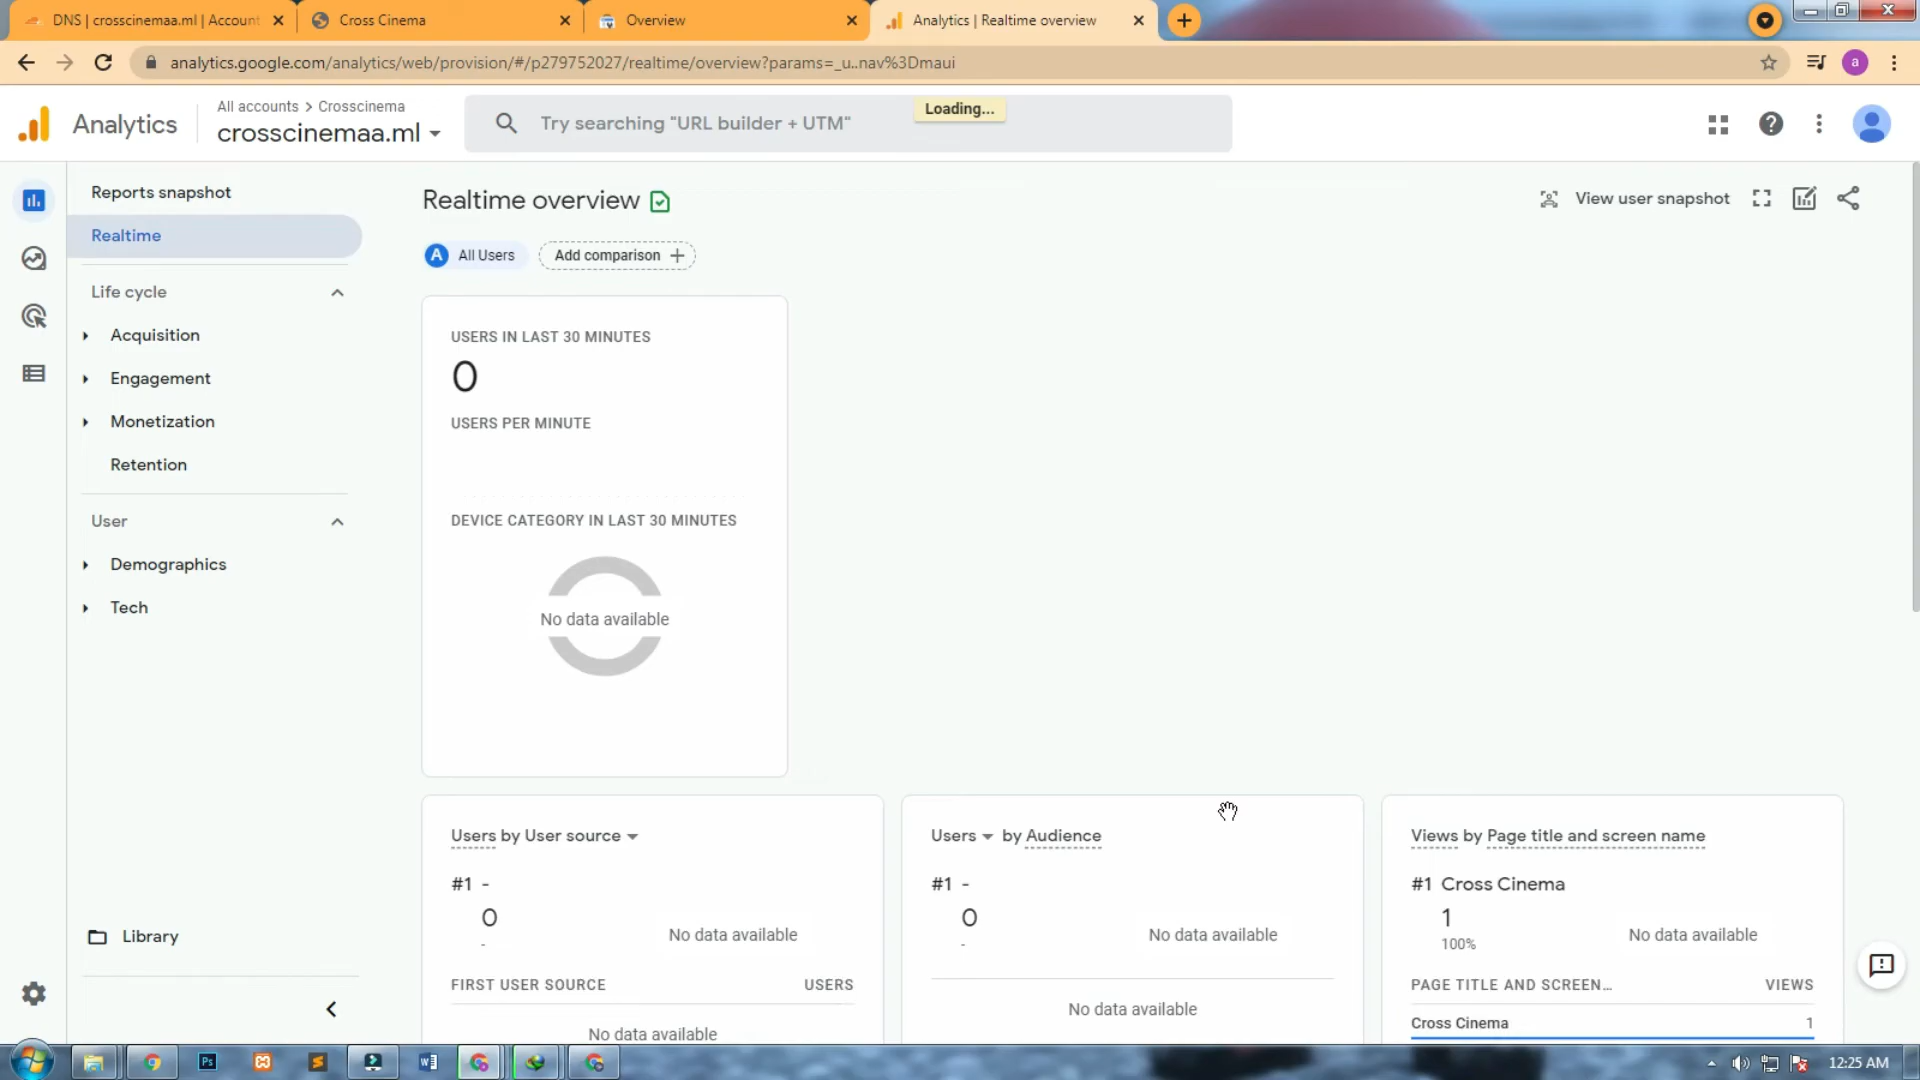 DNS | crosscinemaa.ml | Account
Cross Cinema
Overview
Analytics | Realtime overview
analytics.google.com/analytics/web/provision/#/p279752027/realtime/overview?params=_u..nav%3Dmaui
a
Analytics
All accounts > Crosscinema
crosscinemaa.ml
Try searching "URL builder + UTM"
Loading...
Reports snapshot
Realtime
Life cycle
Acquisition
Engagement
Monetization
Retention
User
Demographics
Tech
Library
Realtime overview
View user snapshot
A All Users
Add comparison +
USERS IN LAST 30 MINUTES
0
USERS PER MINUTE
DEVICE CATEGORY IN LAST 30 MINUTES
No data available
Users by User source
#1 -
0
-
No data available
FIRST USER SOURCE USERS
No data available
Users by Audience
#1 -
0
-
No data available
No data available
Views by Page title and screen name
#1 Cross Cinema
1
100%
No data available
PAGE TITLE AND SCREEN... VIEWS
Cross Cinema 1
Ps
12:25 AM